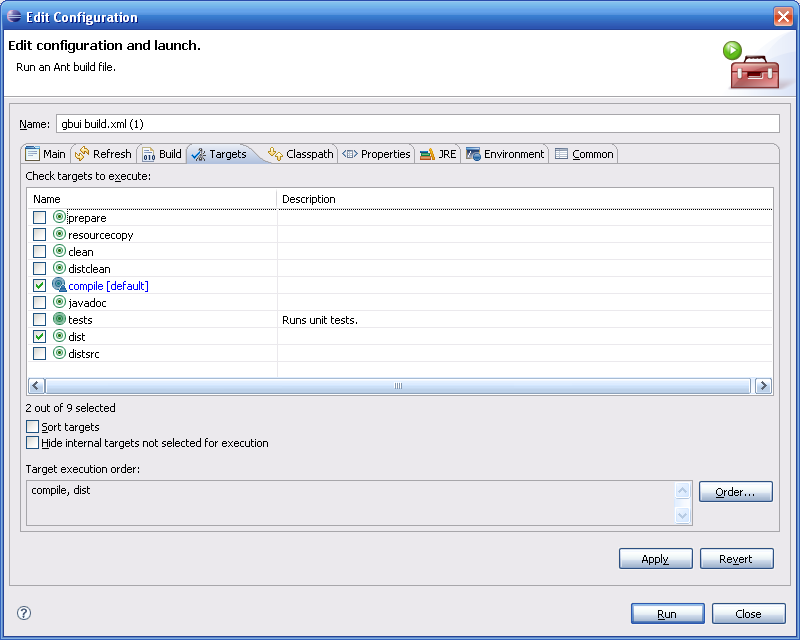 Edit Configuration
Edit configuration and launch.
Run an Ant build file.
Name: gbui build.xml (1)
Main Refresh Build Targets Classpath Properties JRE Environment Common
Check targets to execute:
Name Description
prepare
resourcecopy
clean
distclean
compile [default]
javadoc
tests Runs unit tests.
dist
distsrc
2 out of 9 selected
Sort targets
Hide internal targets not selected for execution
Target execution order:
compile, dist
Order...
Apply Revert
Run Close